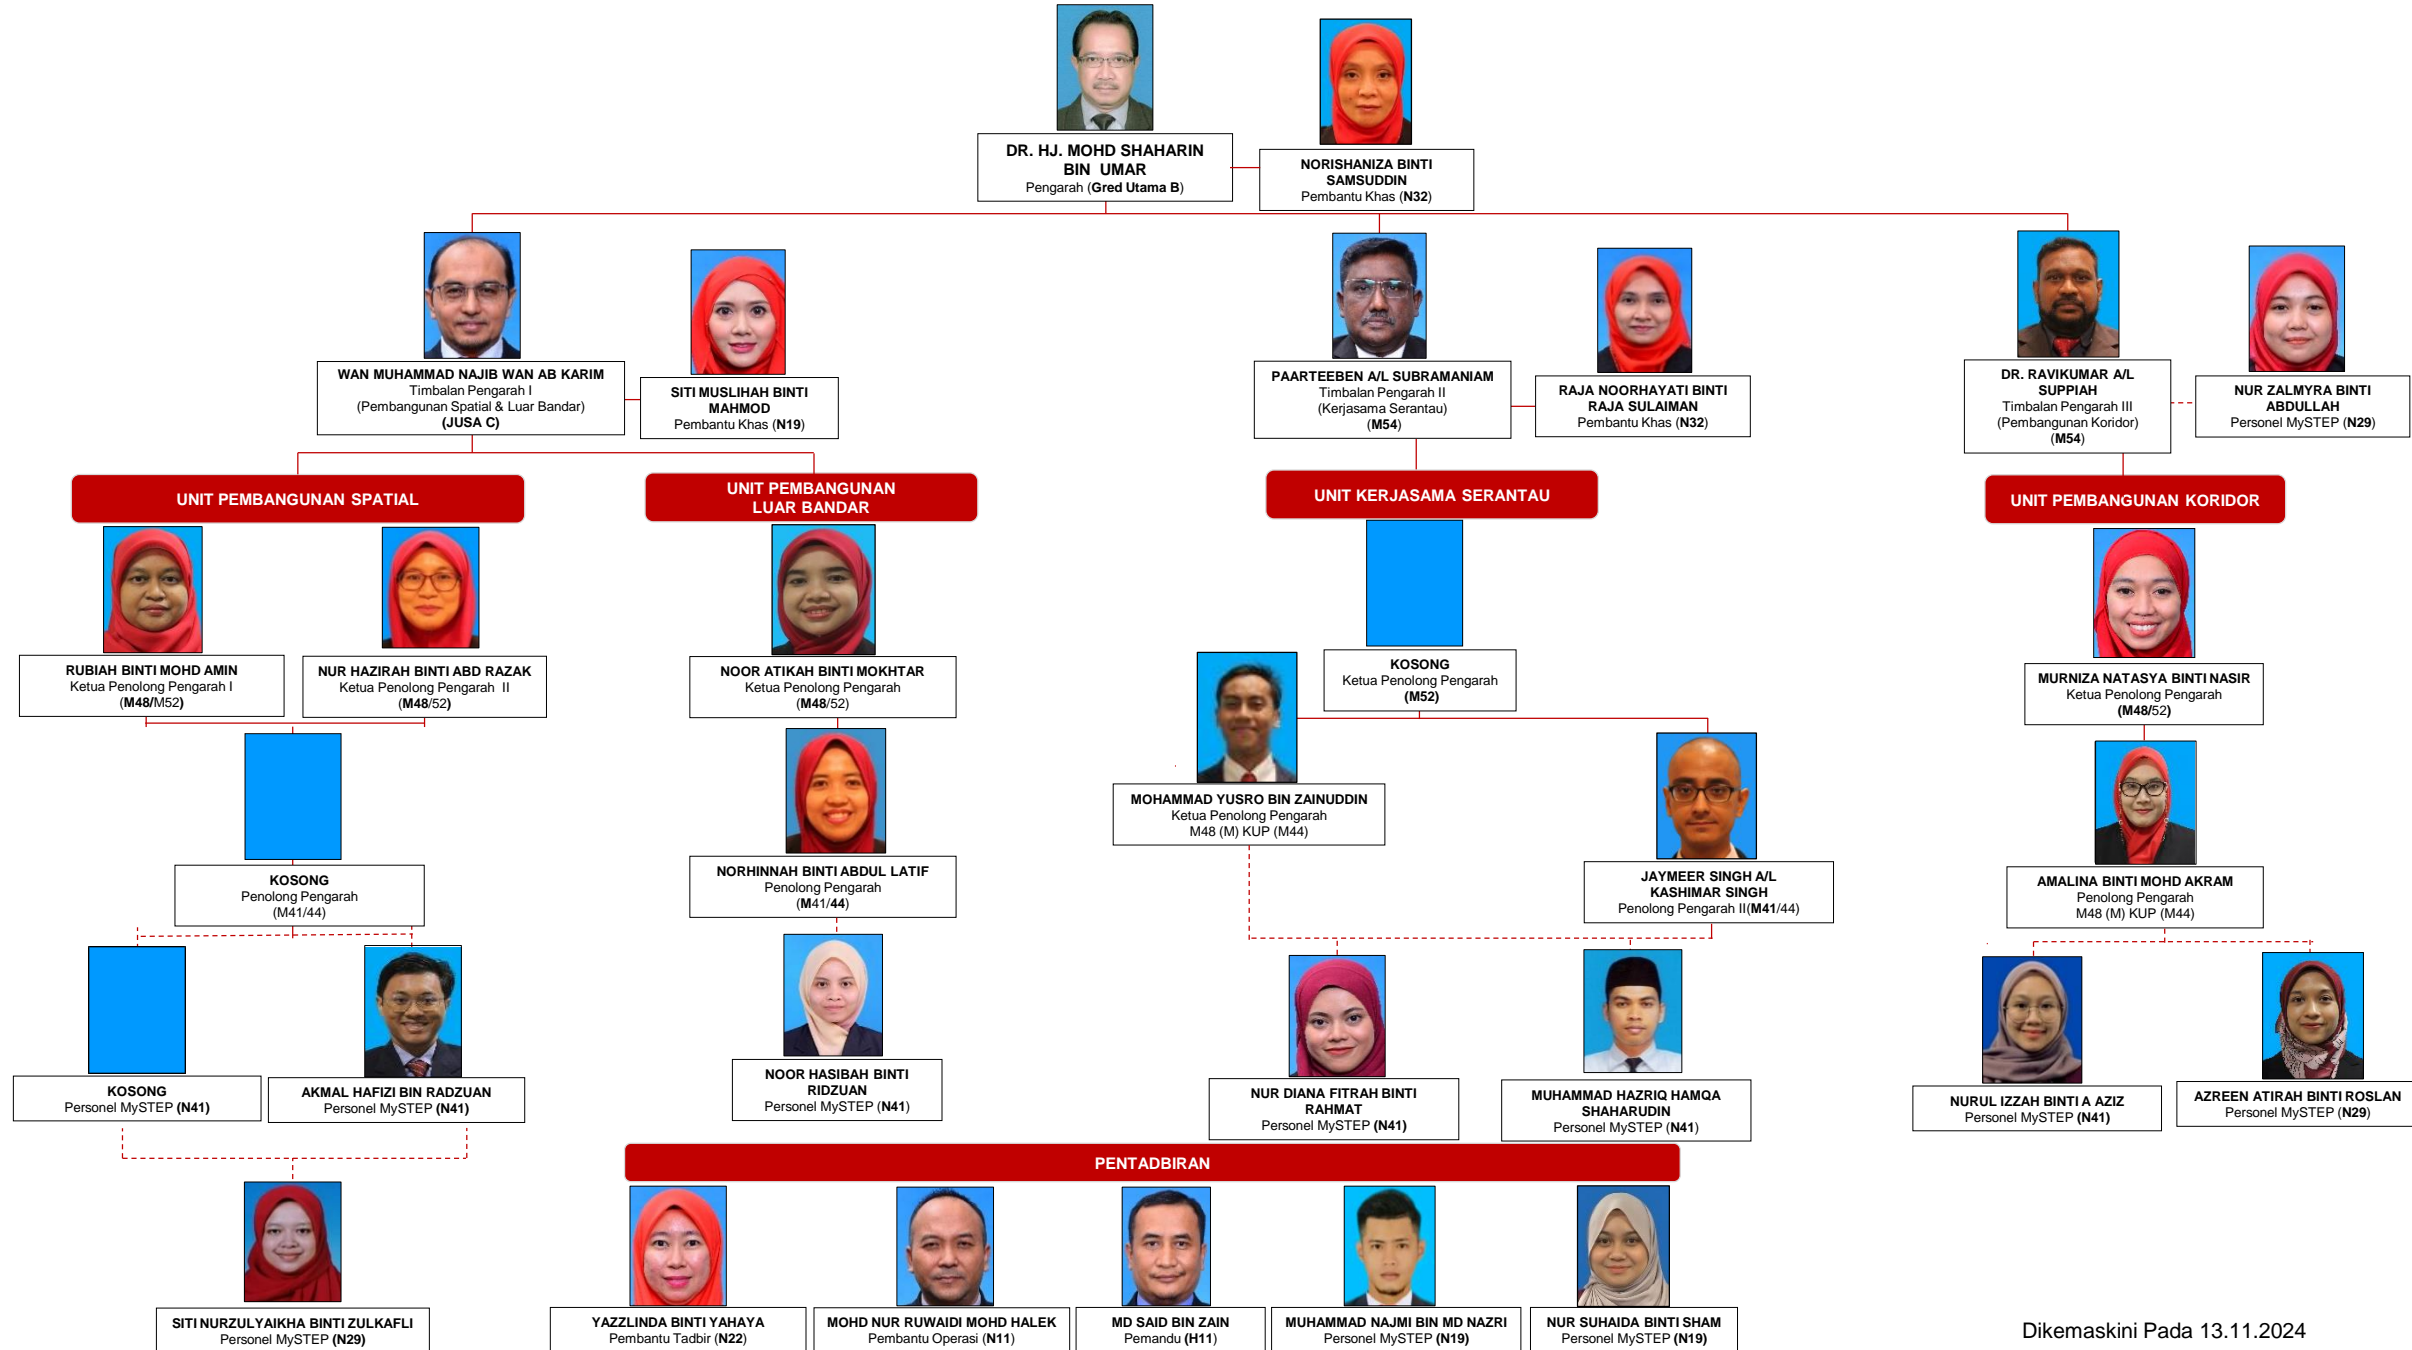 DR. HJ. MOHD SHAHARIN
BIN UMAR
Pengarah (Gred Utama B)
NORISHANIZA BINTI
SAMSUDDIN
Pembantu Khas (N32)
WAN MUHAMMAD NAJIB WAN AB KARIM
Timbalan Pengarah I
(Pembangunan Spatial & Luar Bandar)
(JUSA C)
SITI MUSLIHAH BINTI
MAHMOD
Pembantu Khas (N19)
PAARTEEBEN A/L SUBRAMANIAM
Timbalan Pengarah II
(Kerjasama Serantau)
(M54)
RAJA NOORHAYATI BINTI
RAJA SULAIMAN
Pembantu Khas (N32)
DR. RAVIKUMAR A/L
SUPPIAH
Timbalan Pengarah III
(Pembangunan Koridor)
(M54)
NUR ZALMYRA BINTI
ABDULLAH
Personel MySTEP (N29)
UNIT PEMBANGUNAN SPATIAL
UNIT PEMBANGUNAN
LUAR BANDAR
UNIT KERJASAMA SERANTAU
UNIT PEMBANGUNAN KORIDOR
RUBIAH BINTI MOHD AMIN
Ketua Penolong Pengarah I
(M48/M52)
NUR HAZIRAH BINTI ABD RAZAK
Ketua Penolong Pengarah II
(M48/52)
NOOR ATIKAH BINTI MOKHTAR
Ketua Penolong Pengarah
(M48/52)
KOSONG
Ketua Penolong Pengarah
(M52)
MURNIZA NATASYA BINTI NASIR
Ketua Penolong Pengarah
(M48/52)
KOSONG
Penolong Pengarah
(M41/44)
NORHINNAH BINTI ABDUL LATIF
Penolong Pengarah
(M41/44)
MOHAMMAD YUSRO BIN ZAINUDDIN
Ketua Penolong Pengarah
M48 (M) KUP (M44)
JAYMEER SINGH A/L
KASHIMAR SINGH
Penolong Pengarah II(M41/44)
AMALINA BINTI MOHD AKRAM
Penolong Pengarah
M48 (M) KUP (M44)
KOSONG
Personel MySTEP (N41)
AKMAL HAFIZI BIN RADZUAN
Personel MySTEP (N41)
NOOR HASIBAH BINTI
RIDZUAN
Personel MySTEP (N41)
NUR DIANA FITRAH BINTI
RAHMAT
Personel MySTEP (N41)
MUHAMMAD HAZRIQ HAMQA
SHAHARUDIN
Personel MySTEP (N41)
NURUL IZZAH BINTI A AZIZ
Personel MySTEP (N41)
AZREEN ATIRAH BINTI ROSLAN
Personel MySTEP (N29)
PENTADBIRAN
SITI NURZULYAIKHA BINTI ZULKAFLI
Personel MySTEP (N29)
YAZZLINDA BINTI YAHAYA
Pembantu Tadbir (N22)
MOHD NUR RUWAIDI MOHD HALEK
Pembantu Operasi (N11)
MD SAID BIN ZAIN
Pemandu (H11)
MUHAMMAD NAJMI BIN MD NAZRI
Personel MySTEP (N19)
NUR SUHAIDA BINTI SHAM
Personel MySTEP (N19)
Dikemaskini Pada 13.11.2024